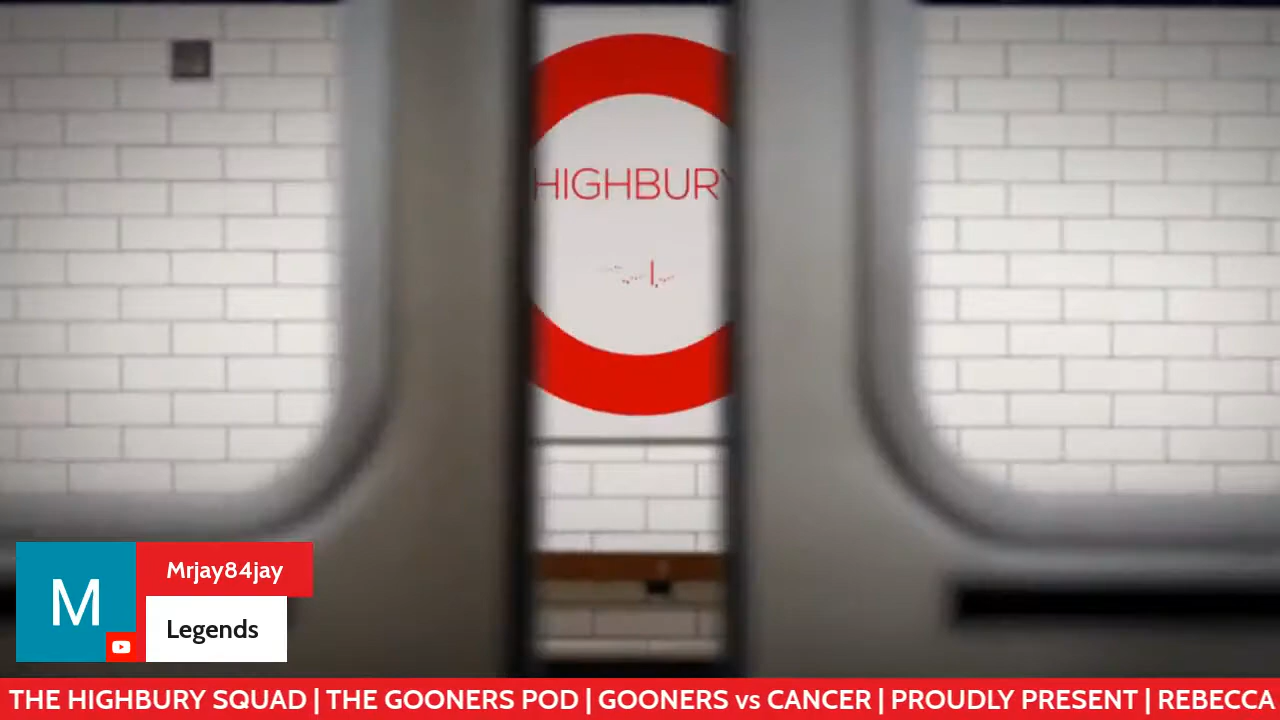 HIGHBURY
M
Mrjay84jay
Legends
THE HIGHBURY SQUAD | THE GOONERS POD | GOONERS vs CANCER | PROUDLY PRESENT | REBECCA